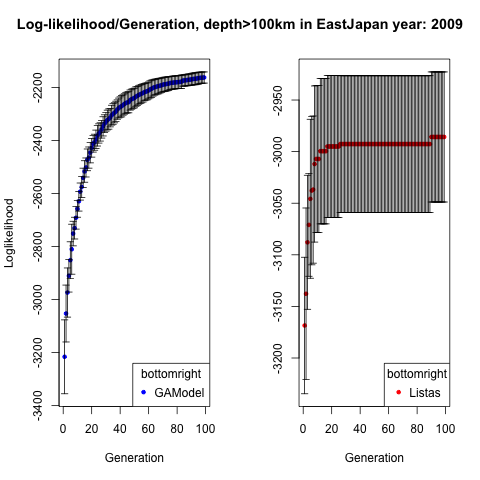 Log-likelihood/Generation, depth>100km in EastJapan year: 2009
Loglikelihood
-2200
-2400
-2600
-2800
-3000
-3200
-3400
bottomright
GAModel
0 20 40 60 80 100
Generation
-2950
-3000
-3050
-3100
-3150
-3200
bottomright
Listas
0 20 40 60 80 100
Generation